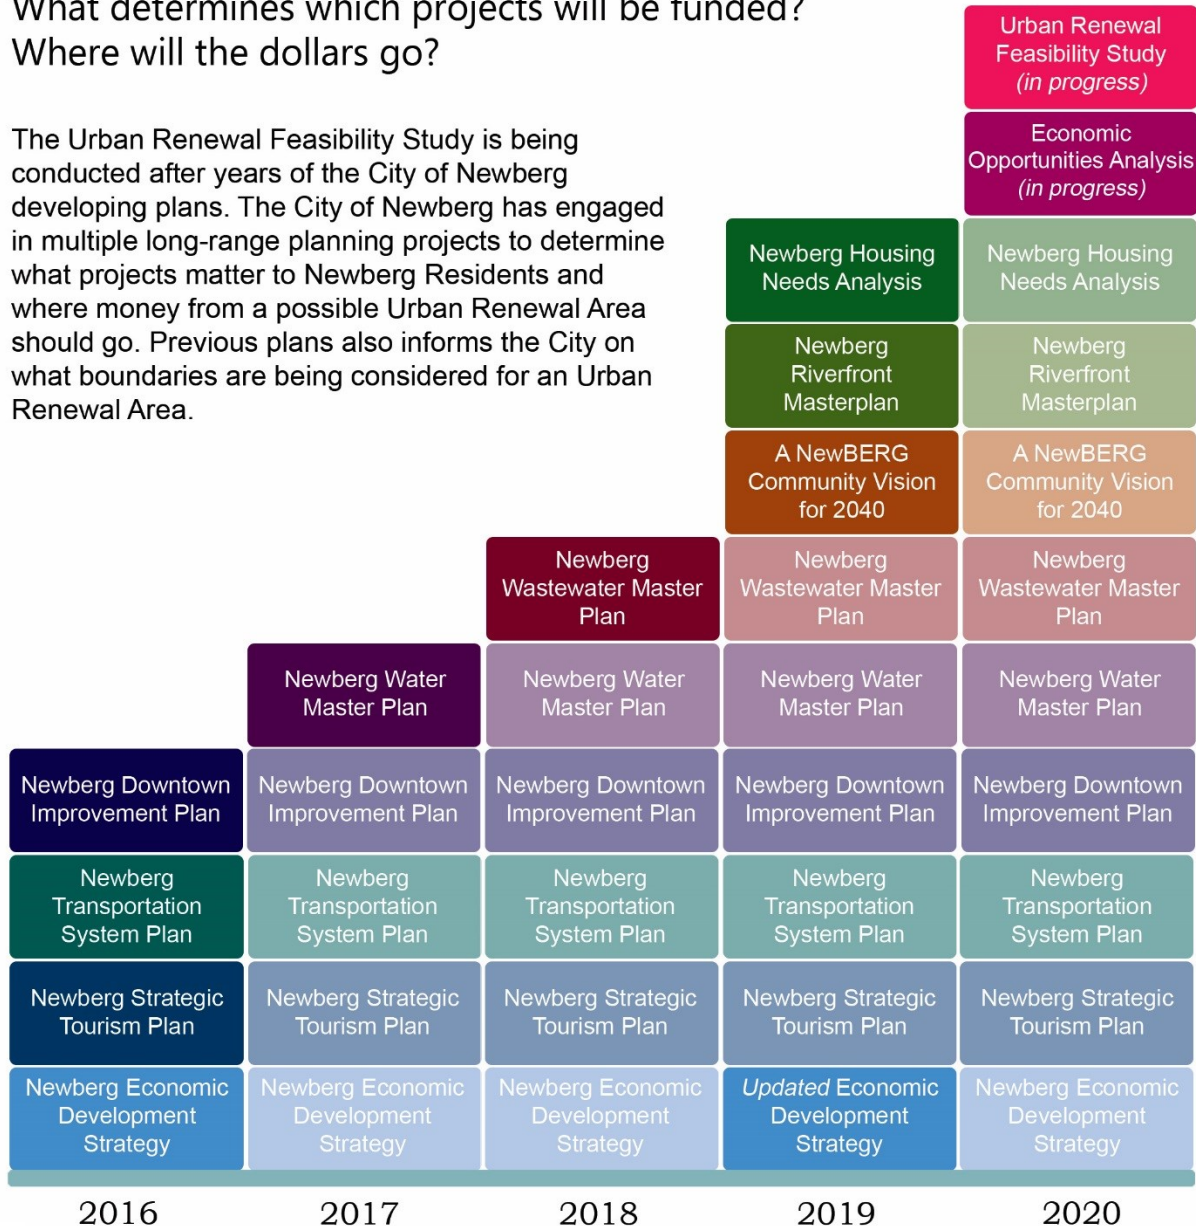 What determines which projects will be funded?
Where will the dollars go?
The Urban Renewal Feasibility Study is being
conducted after years of the City of Newberg
developing plans. The City of Newberg has engaged
in multiple long-range planning projects to determine
what projects matter to Newberg Residents and
where money from a possible Urban Renewal Area
should go. Previous plans also informs the City on
what boundaries are being considered for an Urban
Renewal Area.
Urban Renewal
Feasibility Study
(in progress)
Economic
Opportunities Analysis
(in progress)
Newberg Housing
Needs Analysis
Newberg Housing
Needs Analysis
Newberg
Riverfront
Masterplan
Newberg
Riverfront
Masterplan
A NewBERG
Community Vision
for 2040
A NewBERG
Community Vision
for 2040
Newberg
Wastewater Master
Plan
Newberg
Wastewater Master
Plan
Newberg
Wastewater Master
Plan
Newberg Water
Master Plan
Newberg Water
Master Plan
Newberg Water
Master Plan
Newberg Water
Master Plan
Newberg Downtown
Improvement Plan
Newberg Downtown
Improvement Plan
Newberg Downtown
Improvement Plan
Newberg Downtown
Improvement Plan
Newberg Downtown
Improvement Plan
Newberg
Transportation
System Plan
Newberg
Transportation
System Plan
Newberg
Transportation
System Plan
Newberg
Transportation
System Plan
Newberg
Transportation
System Plan
Newberg Strategic
Tourism Plan
Newberg Strategic
Tourism Plan
Newberg Strategic
Tourism Plan
Newberg Strategic
Tourism Plan
Newberg Strategic
Tourism Plan
Newberg Economic
Development
Strategy
Newberg Economic
Development
Strategy
Newberg Economic
Development
Strategy
Updated Economic
Development
Strategy
Newberg Economic
Development
Strategy
2016
2017
2018
2019
2020